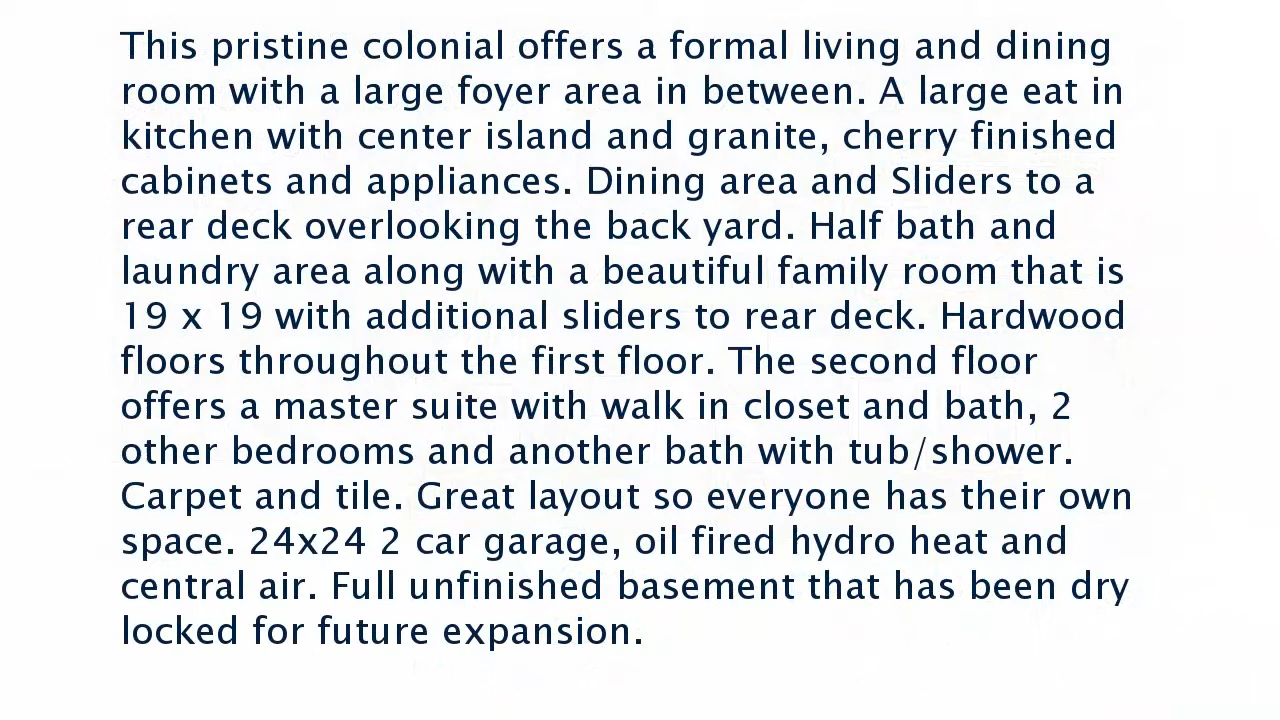 This pristine colonial offers a formal living and dining
room with a large foyer area in between. A large eat in
kitchen with center island and granite, cherry finished
cabinets and appliances. Dining area and Sliders to a
rear deck overlooking the back yard. Half bath and
laundry area along with a beautiful family room that is
19 x 19 with additional sliders to rear deck. Hardwood
floors throughout the first floor. The second floor
offers a master suite with walk in closet and bath, 2
other bedrooms and another bath with tub/shower.
Carpet and tile. Great layout so everyone has their own
space. 24x24 2 car garage, oil fired hydro heat and
central air. Full unfinished basement that has been dry
locked for future expansion.